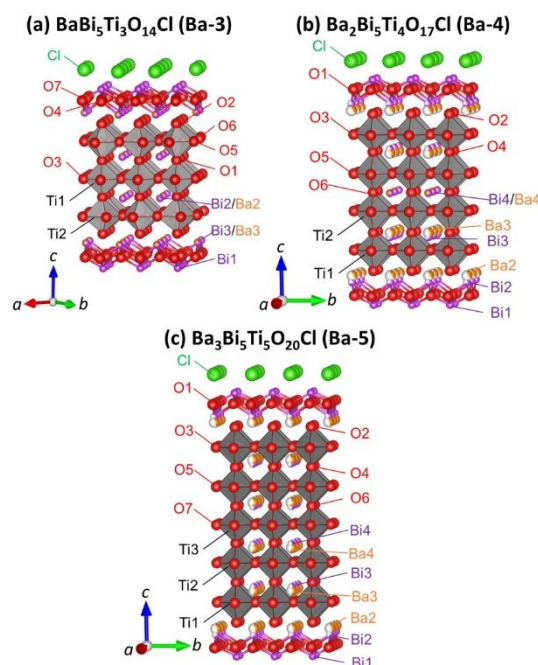 (a) BaBi₅Ti₃O₁₄Cl (Ba-3)
Cl
O7
O4
O2
O6
O5
O3
O1
Ti1
Bi2/Ba2
Ti2
Bi3/Ba3
Bi1
c
a
b
(b) Ba₂Bi₅Ti₄O₁₇Cl (Ba-4)
Cl
O1
O2
O3
O4
O5
O6
Bi4/Ba4
Ba3
Ti2
Bi3
Ti1
Ba2
Bi2
Bi1
c
a
b
(c) Ba₃Bi₅Ti₅O₂₀Cl (Ba-5)
Cl
O1
O3
O2
O4
O5
O6
O7
Bi4
Ti3
Ba4
Bi3
Ti2
Ba3
Ti1
Ba2
Bi2
Bi1
c
a
b